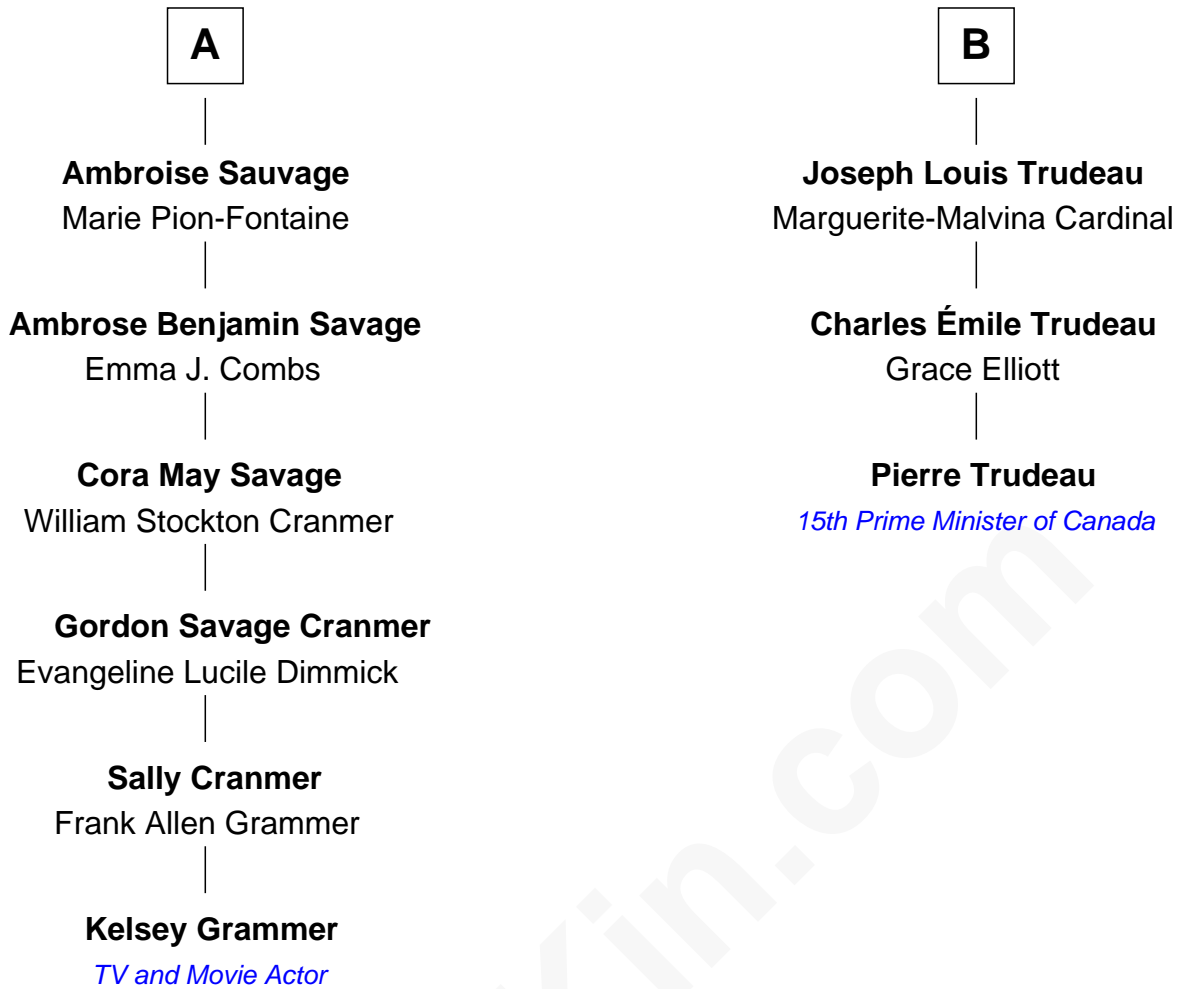 A
Ambroise Sauvage
Marie Pion-Fontaine
Ambrose Benjamin Savage
Emma J. Combs
Cora May Savage
William Stockton Cranmer
Gordon Savage Cranmer
Evangeline Lucile Dimmick
Sally Cranmer
Frank Allen Grammer
Kelsey Grammer
TV and Movie Actor
B
Joseph Louis Trudeau
Marguerite-Malvina Cardinal
Charles Émile Trudeau
Grace Elliott
Pierre Trudeau
15th Prime Minister of Canada
Kin.com